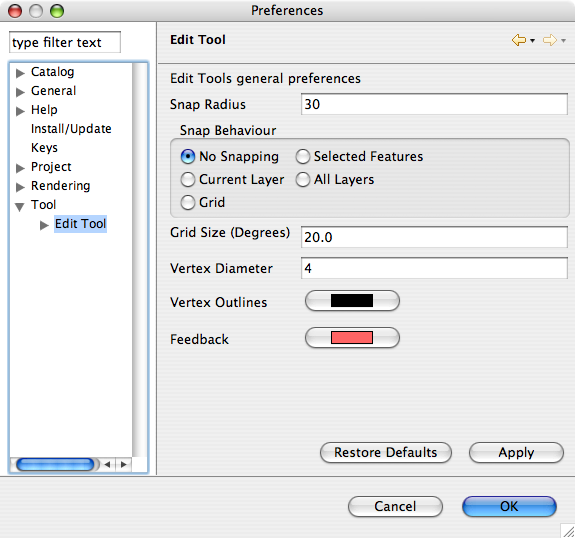 Preferences
type filter text
Catalog
General
Help
Install/Update
Keys
Project
Rendering
Tool
Edit Tool
Edit Tool
Edit Tools general preferences
Snap Radius 30
Snap Behaviour
No Snapping Selected Features
Current Layer All Layers
Grid
Grid Size (Degrees) 20.0
Vertex Diameter 4
Vertex Outlines
Feedback
Restore Defaults Apply
Cancel OK